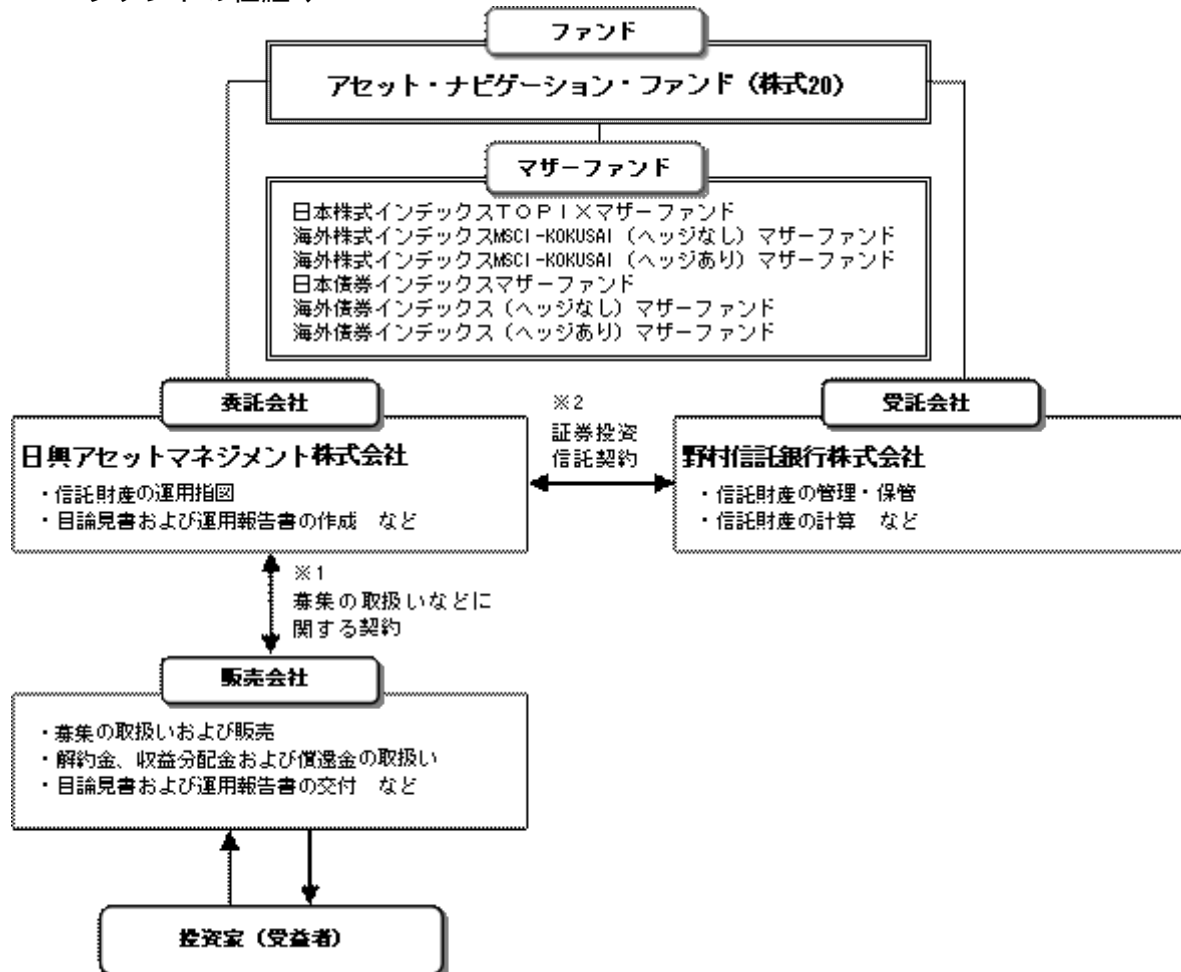 ファンド
アセット・ナビゲーション・ファンド（株式20）
マザーファンド
日本株式インデックスＴＯＰＩＸマザーファンド
海外株式インデックスMSCI-KOKUSAI（ヘッジなし）マザーファンド
海外株式インデックスMSCI-KOKUSAI（ヘッジあり）マザーファンド
日本債券インデックスマザーファンド
海外債券インデックス（ヘッジなし）マザーファンド
海外債券インデックス（ヘッジあり）マザーファンド
委託会社
日興アセットマネジメント株式会社
・信託財産の運用指図
・目論見書および運用報告書の作成　など
※2
証券投資
信託契約
受託会社
野村信託銀行株式会社
・信託財産の管理・保管
・信託財産の計算　など
※1
募集の取扱いなどに
関する契約
販売会社
・募集の取扱いおよび販売
・解約金、収益分配金および償還金の取扱い
・目論見書および運用報告書の交付　など
投資家（受益者）